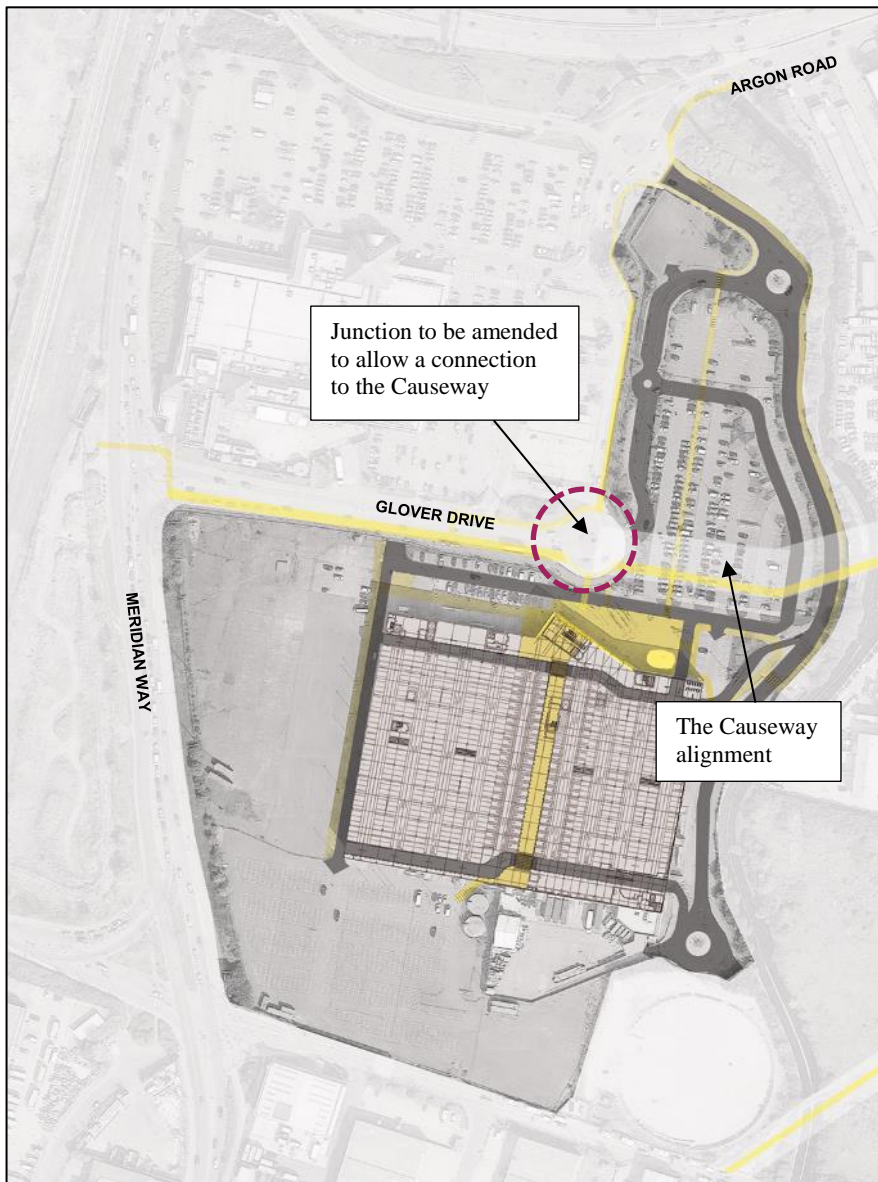 ARGON ROAD
Junction to be amended
to allow a connection
to the Causeway
GLOVER DRIVE
MERIDIAN WAY
The Causeway
alignment